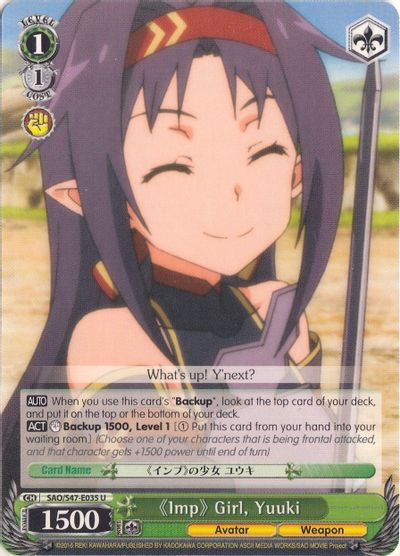 LEVEL
1
1
COST
What's up! Y'next?
AUTO When you use this card's "Backup", look at the top card of your deck,
and put it on the top or the bottom of your deck.
ACT Backup 1500, Level 1 [① Put this card from your hand into your
waiting room.] (Choose one of your characters that is being frontal attacked,
and that character gets +1500 power until end of turn)
Card Name 《インプ》の少女 ユウキ
CH SAO/S47-E035 U
POWER 1500 《Imp》 Girl, Yuuki
Avatar Weapon
©2016 REKI KAWAHARA/PUBLISHED BY KADOKAWA CORPORATION ASCII MEDIA WORKS/SAO MOVIE Project